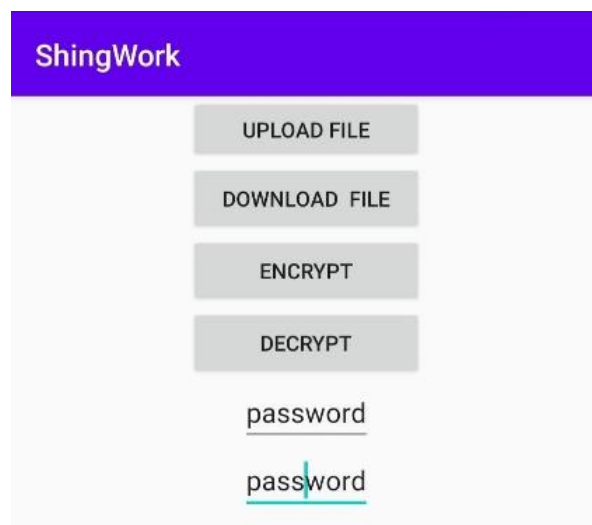 ShingWork
UPLOAD FILE
DOWNLOAD  FILE
ENCRYPT
DECRYPT
password
password